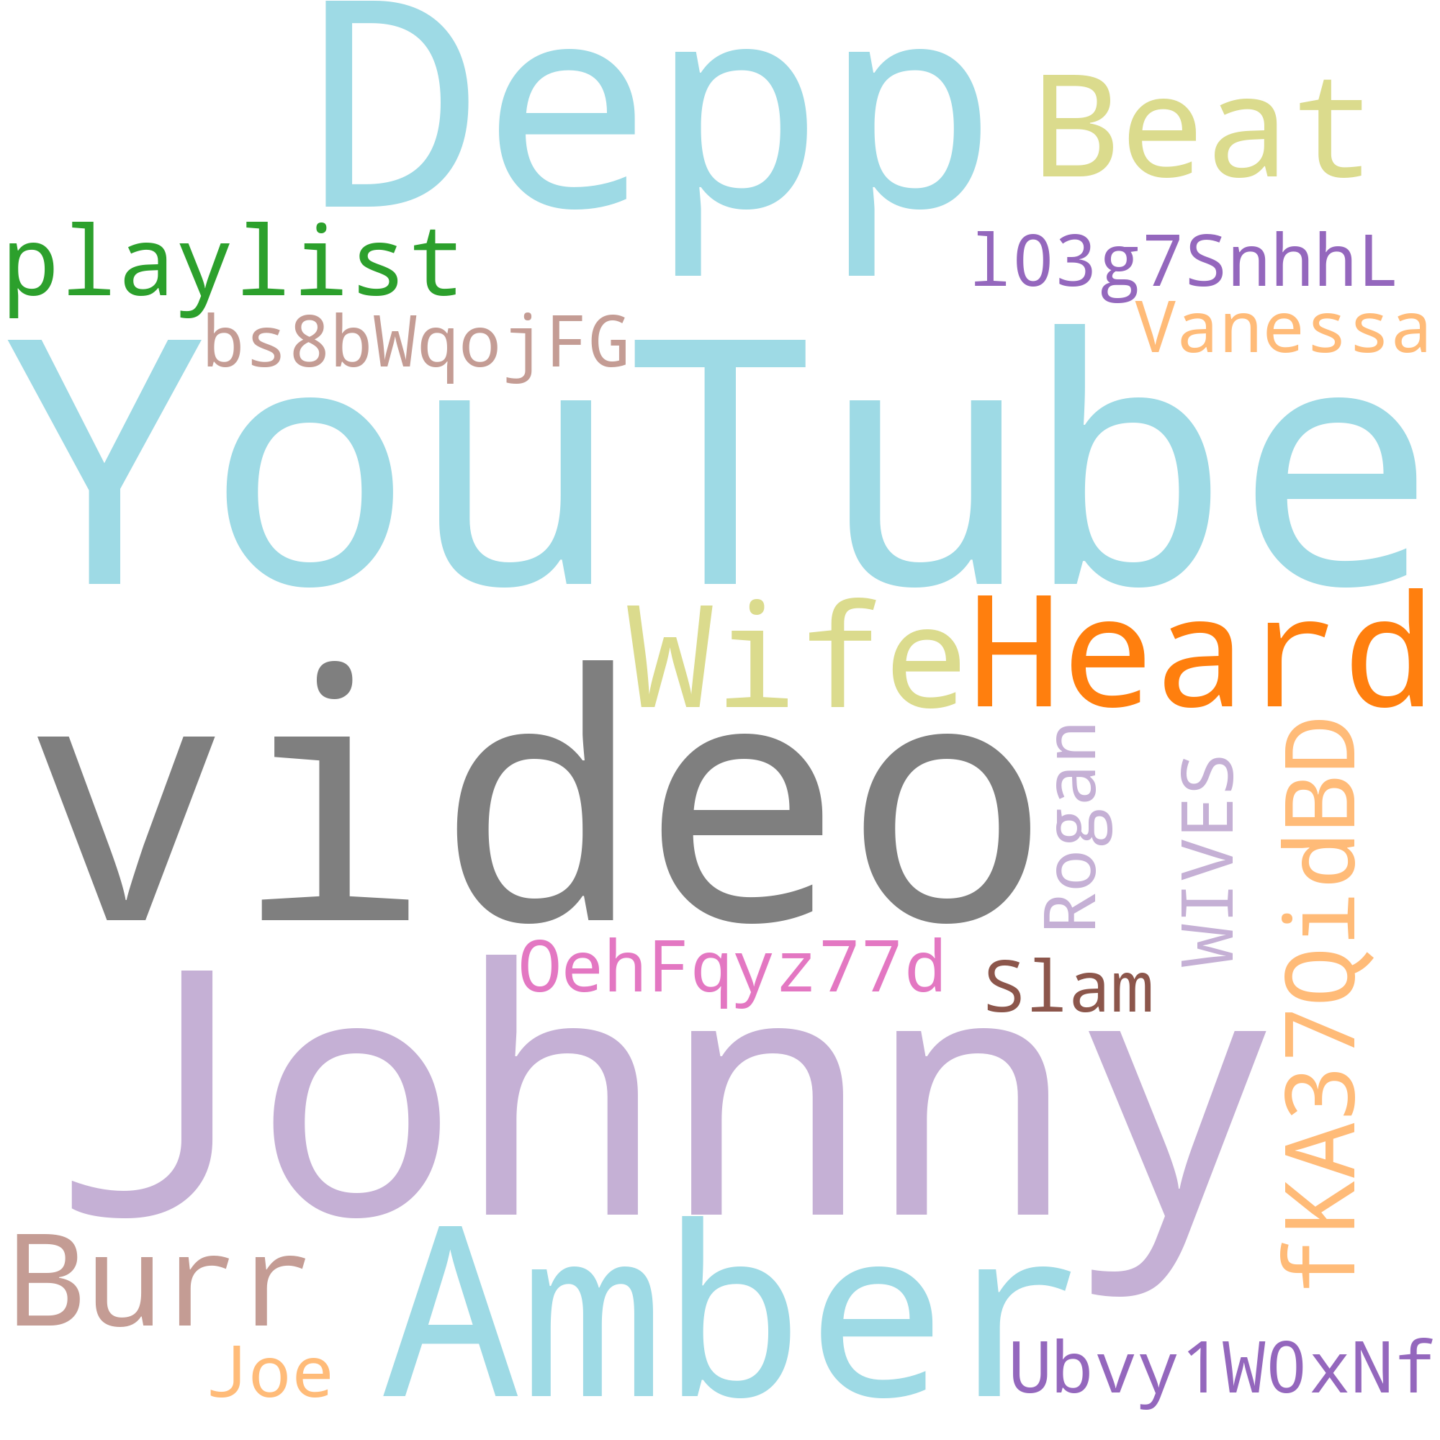 Depp
Beat
playlist
l03g7SnhhL
bs8bWqojFG
Vanessa
YouTube
Wife
Heard
video
Rogan
WIVES
fKA37QidBD
OehFqyz77d
Slam
Johnny
Burr
Amber
Joe
Ubvy1WOxNf